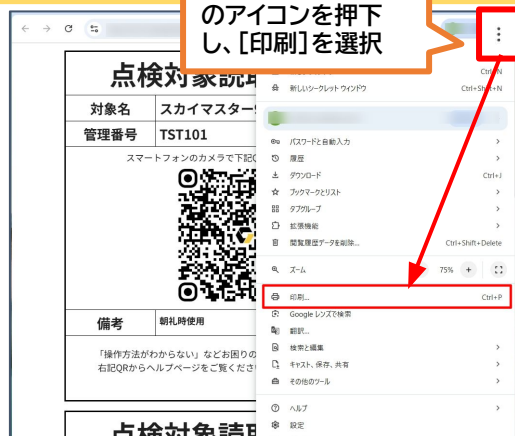 のアイコンを押下
し、[印刷]を選択
点検対象読取
対象名 スカイマスター
管理番号 TST101
スマートフォンのカメラで下記Q
備考 朝礼時使用
「操作方法がわからない」などお困りの
右記QRからヘルプページをご覧くださ
点検対象読取
Ctrl+N
新しいシークレット ウィンドウ Ctrl+Shift+N
パスワードと自動入力
履歴
ダウンロード Ctrl+J
ブックマークとリスト
タブグループ
拡張機能
閲覧履歴データを削除... Ctrl+Shift+Delete
ズーム 75% +
印刷... Ctrl+P
Google レンズで検索
翻訳...
検索と編集
キャスト、保存、共有
その他のツール
ヘルプ
設定